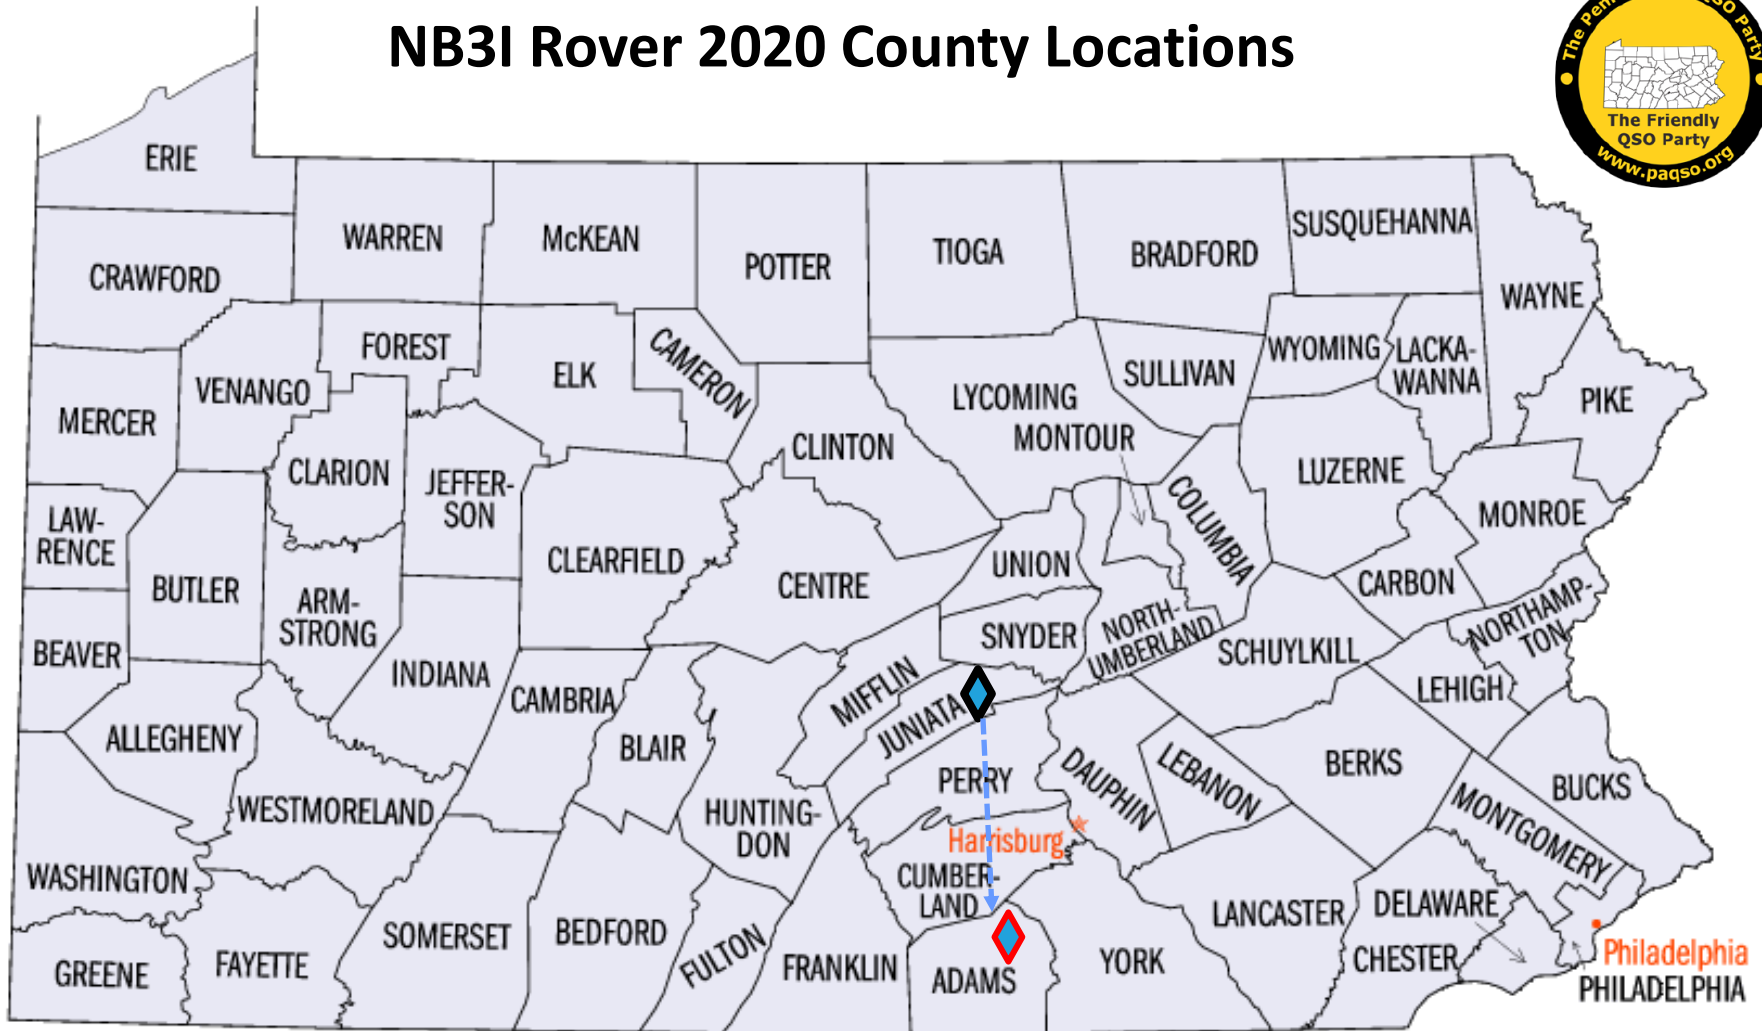 NB3I Rover 2020 County Locations
QSO Party
The Friendly
QSO Party
www.paqso.org
ERIE
WARREN
McKEAN
POTTER
TIOGA
BRADFORD
SUSQUEHANNA
CRAWFORD
WAYNE
FOREST
ELK
CAMERON
SULLIVAN
WYOMING
LACKA-
WANNA
VENANGO
MERCER
LYCOMING
PIKE
MONTOUR
CLINTON
CLARION
JEFFER-
SON
LUZERNE
COLUMBIA
MONROE
LAW-
RENCE
BUTLER
ARM-
STRONG
CLEARFIELD
CENTRE
UNION
CARBON
NORTHAMP-
TON
BEAVER
INDIANA
CAMBRIA
SNYDER
NORTH-
UMBERLAND
SCHUYLKILL
LEHIGH
MIFFLIN
JUNIATA
ALLEGHENY
BLAIR
PERRY
DAUPHIN
LEBANON
BERKS
BUCKS
WESTMORELAND
HUNTING-
DON
Harrisburg
MONTGOMERY
WASHINGTON
CUMBER-
LAND
LANCASTER
DELAWARE
SOMERSET
BEDFORD
FULTON
FRANKLIN
ADAMS
YORK
CHESTER
Philadelphia
PHILADELPHIA
GREENE
FAYETTE